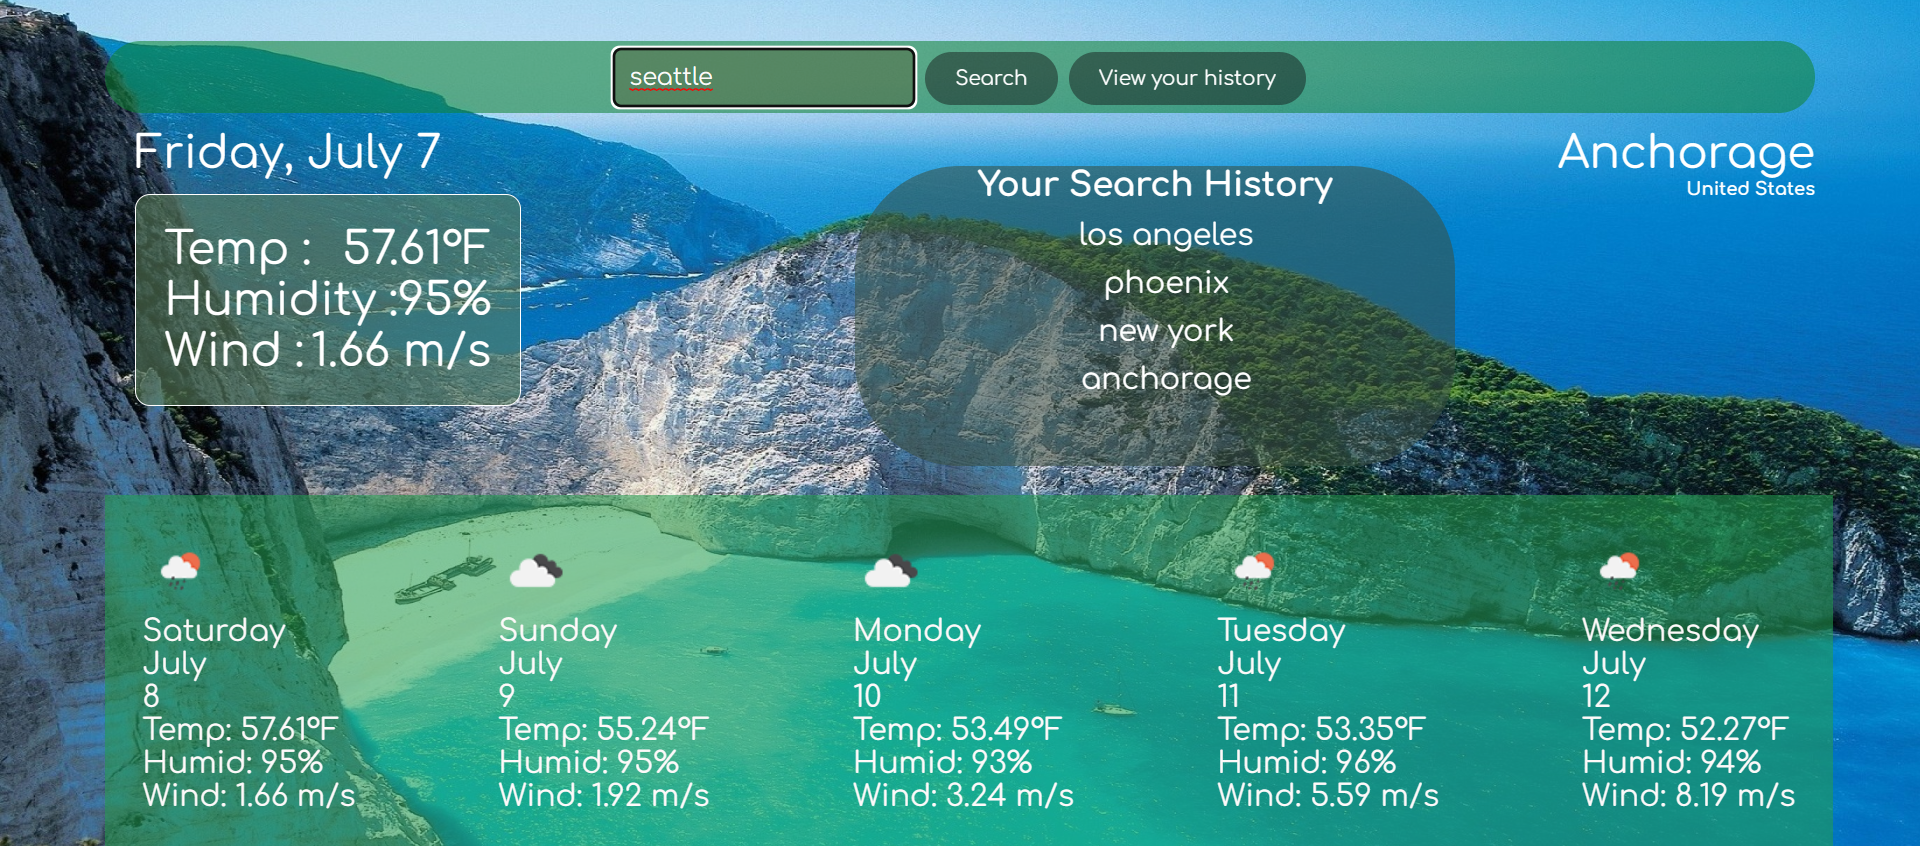 seattle
Search
View your history
Friday, July 7
Anchorage
United States
Temp : 57.61°F
Humidity :95%
Wind : 1.66 m/s
Your Search History
los angeles
phoenix
new york
anchorage
Saturday
July
8
Temp: 57.61°F
Humid: 95%
Wind: 1.66 m/s
Sunday
July
9
Temp: 55.24°F
Humid: 95%
Wind: 1.92 m/s
Monday
July
10
Temp: 53.49°F
Humid: 93%
Wind: 3.24 m/s
Tuesday
July
11
Temp: 53.35°F
Humid: 96%
Wind: 5.59 m/s
Wednesday
July
12
Temp: 52.27°F
Humid: 94%
Wind: 8.19 m/s